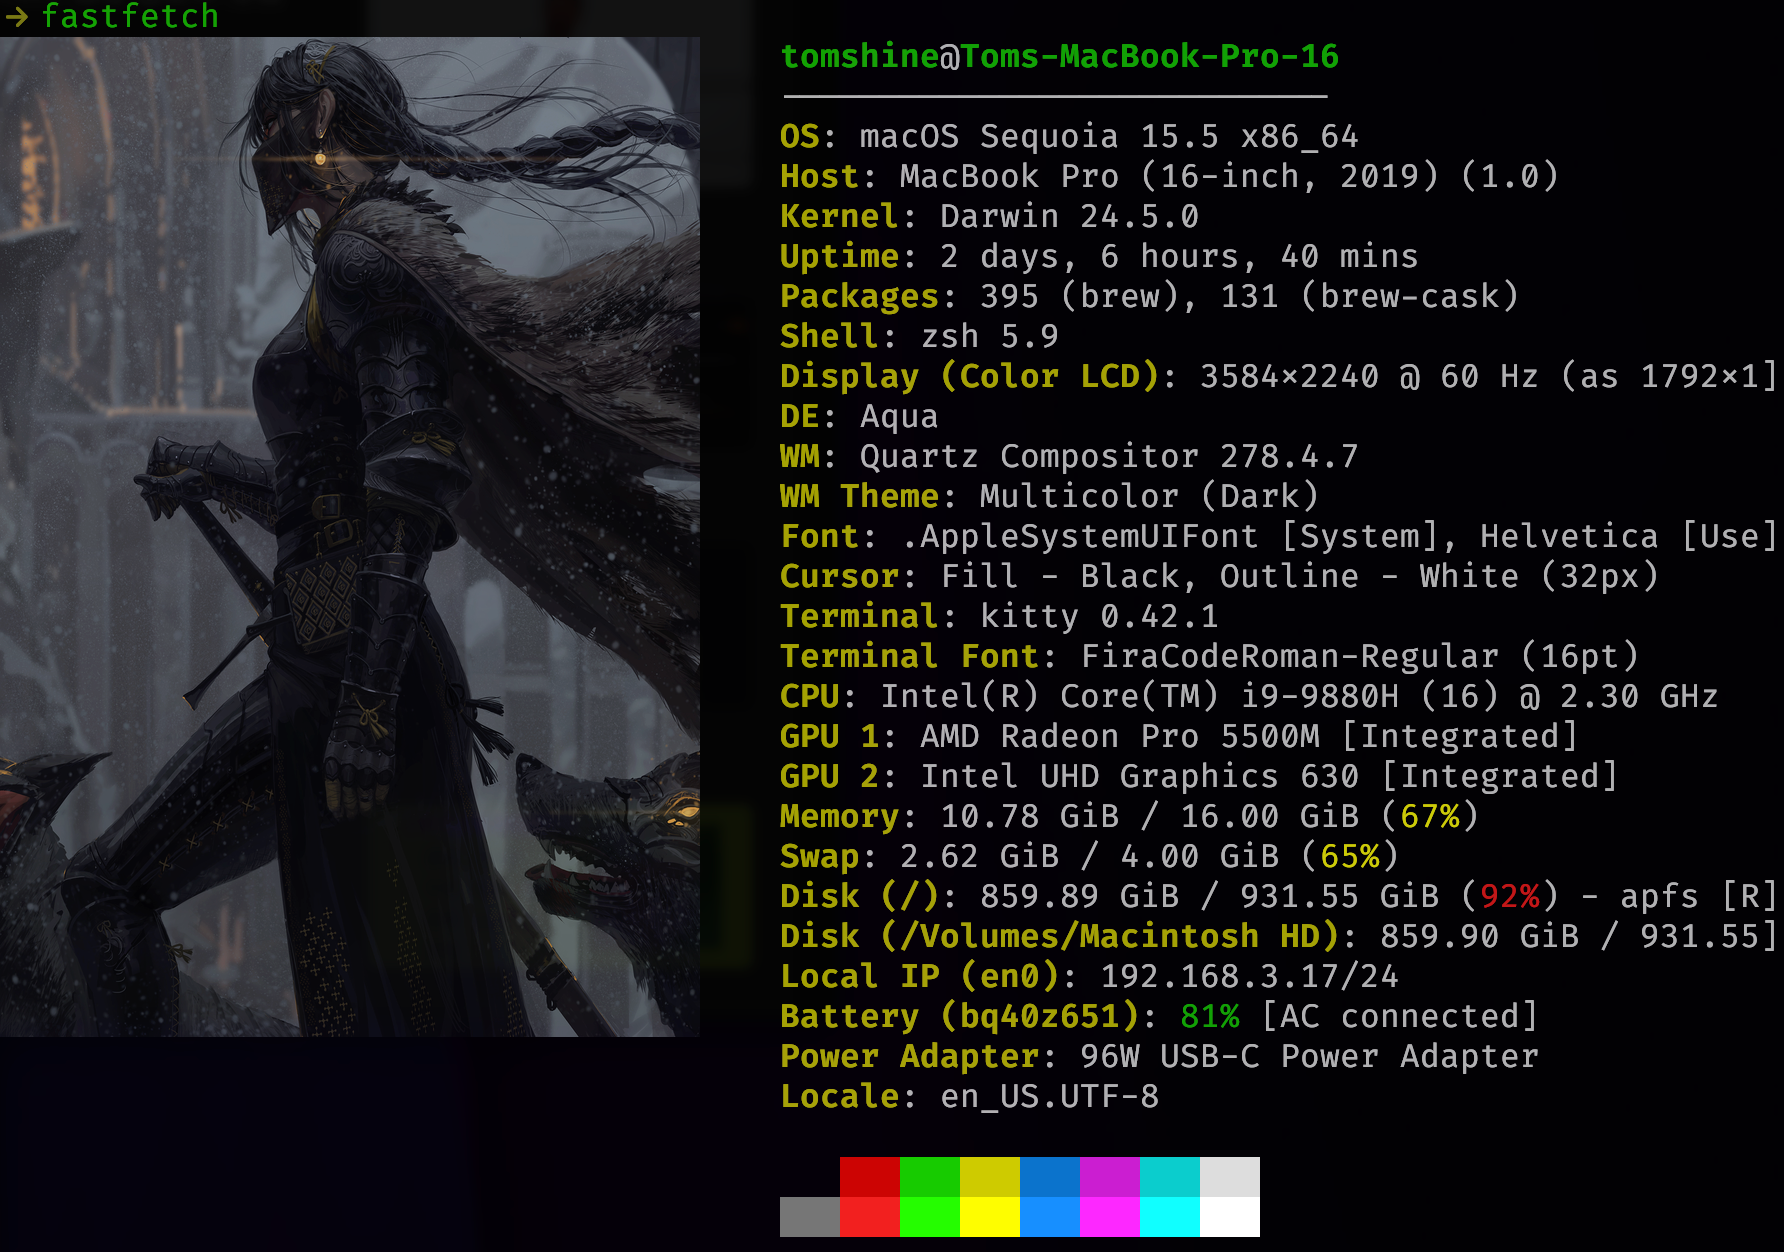 → fastfetch
tomshine@Toms-MacBook-Pro-16
OS: macOS Sequoia 15.5 x86_64
Host: MacBook Pro (16-inch, 2019) (1.0)
Kernel: Darwin 24.5.0
Uptime: 2 days, 6 hours, 40 mins
Packages: 395 (brew), 131 (brew-cask)
Shell: zsh 5.9
Display (Color LCD): 3584×2240 @ 60 Hz (as 1792×1]
DE: Aqua
WM: Quartz Compositor 278.4.7
WM Theme: Multicolor (Dark)
Font: .AppleSystemUIFont [System], Helvetica [Use]
Cursor: Fill - Black, Outline - White (32px)
Terminal: kitty 0.42.1
Terminal Font: FiraCodeRoman-Regular (16pt)
CPU: Intel(R) Core(TM) i9-9880H (16) @ 2.30 GHz
GPU 1: AMD Radeon Pro 5500M [Integrated]
GPU 2: Intel UHD Graphics 630 [Integrated]
Memory: 10.78 GiB / 16.00 GiB (67%)
Swap: 2.62 GiB / 4.00 GiB (65%)
Disk (/): 859.89 GiB / 931.55 GiB (92%) - apfs [R]
Disk (/Volumes/Macintosh HD): 859.90 GiB / 931.55]
Local IP (en0): 192.168.3.17/24
Battery (bq40z651): 81% [AC connected]
Power Adapter: 96W USB-C Power Adapter
Locale: en_US.UTF-8